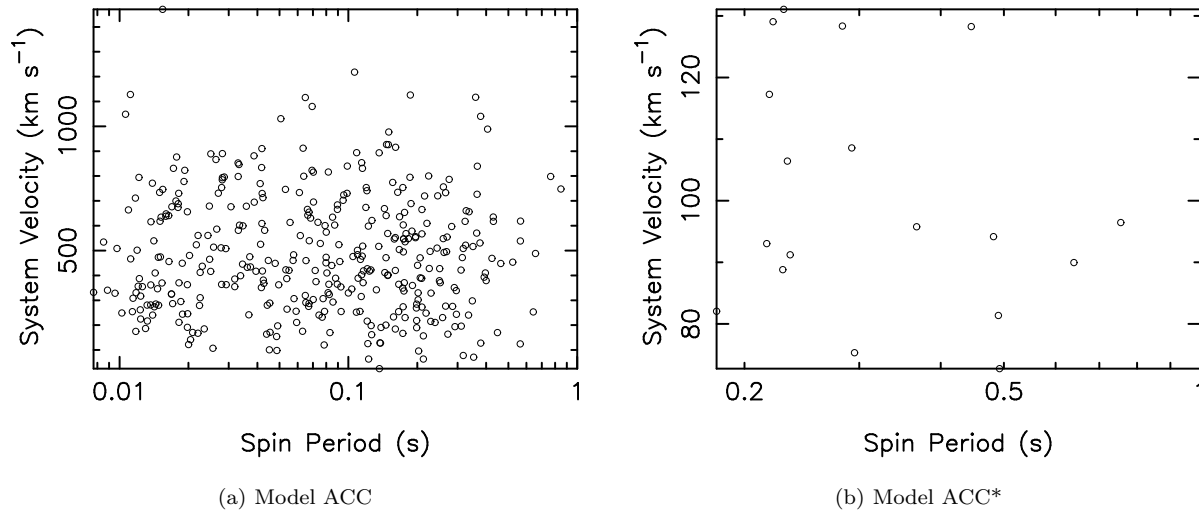 System Velocity (km s⁻¹)
1000
500
0.01 0.1 1
Spin Period (s)
(a) Model ACC
System Velocity (km s⁻¹)
120
100
80
0.2 0.5 1
Spin Period (s)
(b) Model ACC*